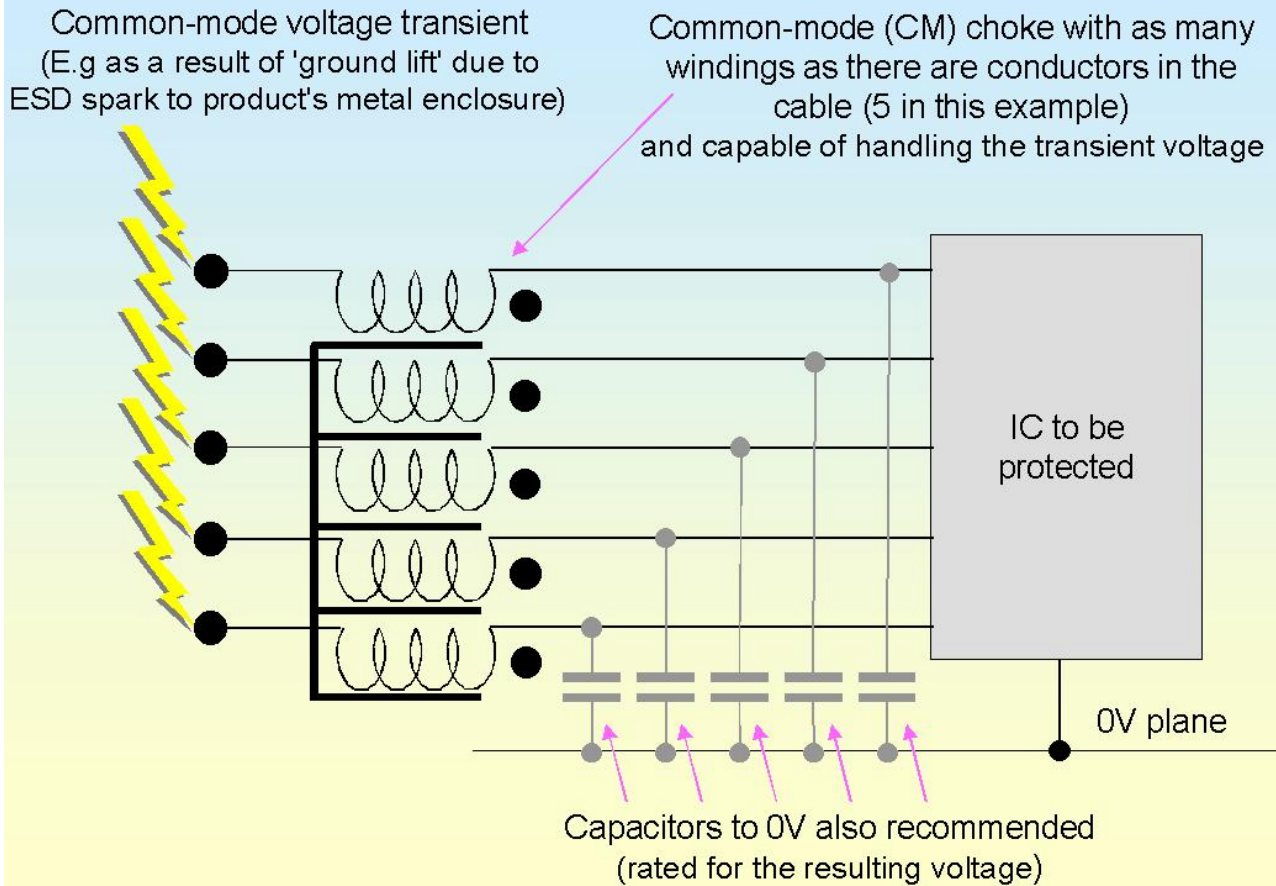 Common-mode voltage transient
(E.g as a result of 'ground lift' due to
ESD spark to product's metal enclosure)
Common-mode (CM) choke with as many
windings as there are conductors in the
cable (5 in this example)
and capable of handling the transient voltage
IC to be
protected
0V plane
Capacitors to 0V also recommended
(rated for the resulting voltage)